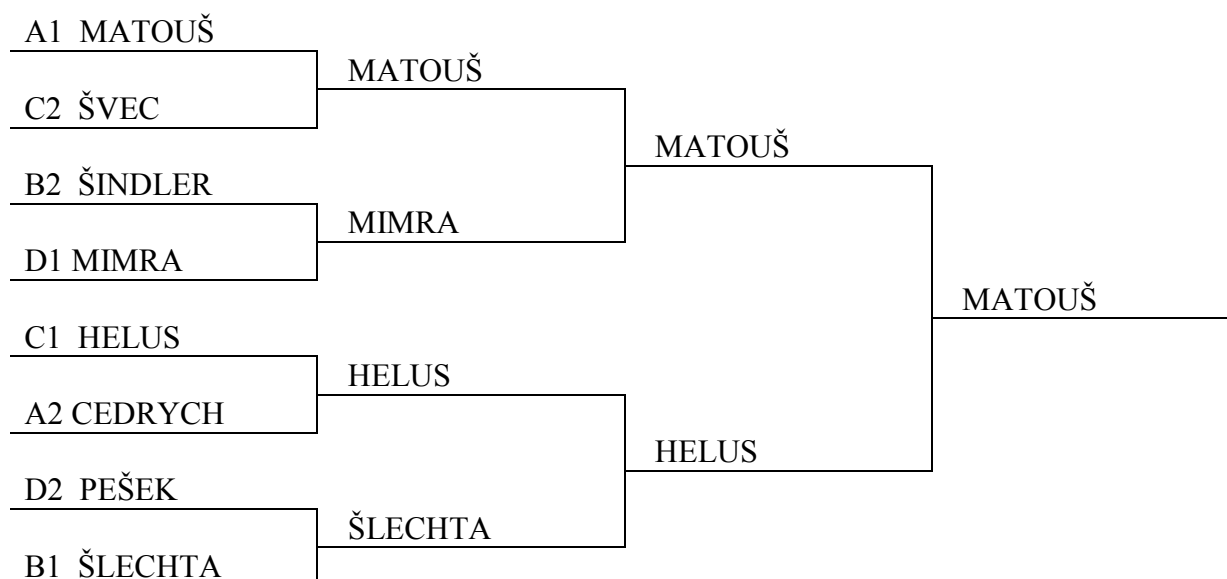 A1 MATOUŠ
MATOUŠ
C2 ŠVEC
MATOUŠ
B2 ŠINDLER
MIMRA
D1 MIMRA
MATOUŠ
C1 HELUS
HELUS
A2 CEDRYCH
HELUS
D2 PEŠEK
ŠLECHTA
B1 ŠLECHTA